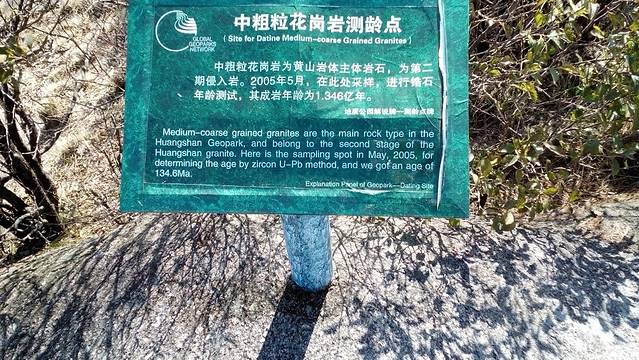 GLOBAL
GEOPARKS
NETWORK
中粗粒花岗岩测龄点
( Site for Datine Medium-coarse Grained Granites )
中粗粒花岗岩为黄山岩体主体岩石，为第二
期侵入岩。2005年5月，在此处采样，进行锆石
年龄测试，其成岩年龄为1.346亿年。
地质公园解说牌—测龄点牌
Medium-coarse grained granites are the main rock type in the
Huangshan Geopark, and belong to the second stage of the
Huangshan granite. Here is the sampling spot in May, 2005, for
determining the age by zircon U-Pb method, and we got an age of
134.6Ma.
Explanation Panel of Geopark—Dating Site